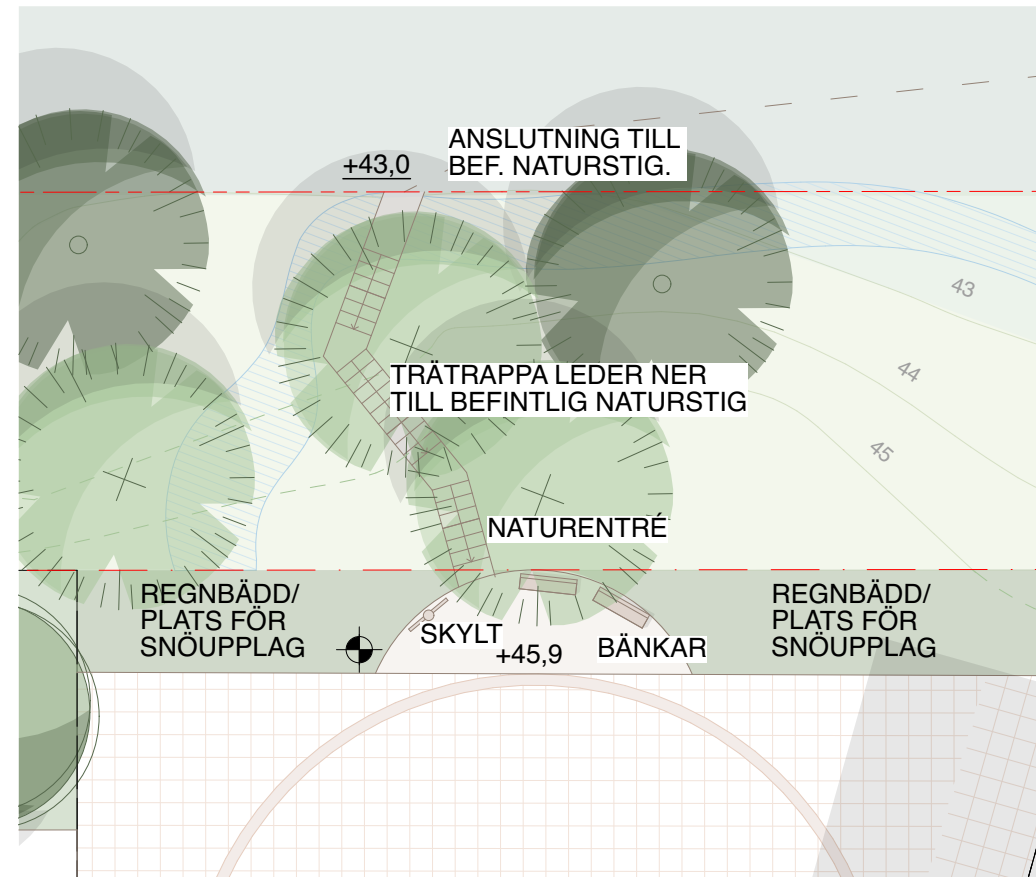 ANSLUTNING TILL
BEF. NATURSTIG.
+43,0
43
44
TRÄTRAPPA LEDER NER
TILL BEFINTLIG NATURSTIG
45
NATURENTRÉ
REGNBÄDD/
PLATS FÖR
SNÖUPPLAG
SKYLT
+45,9
BÄNKAR
REGNBÄDD/
PLATS FÖR
SNÖUPPLAG